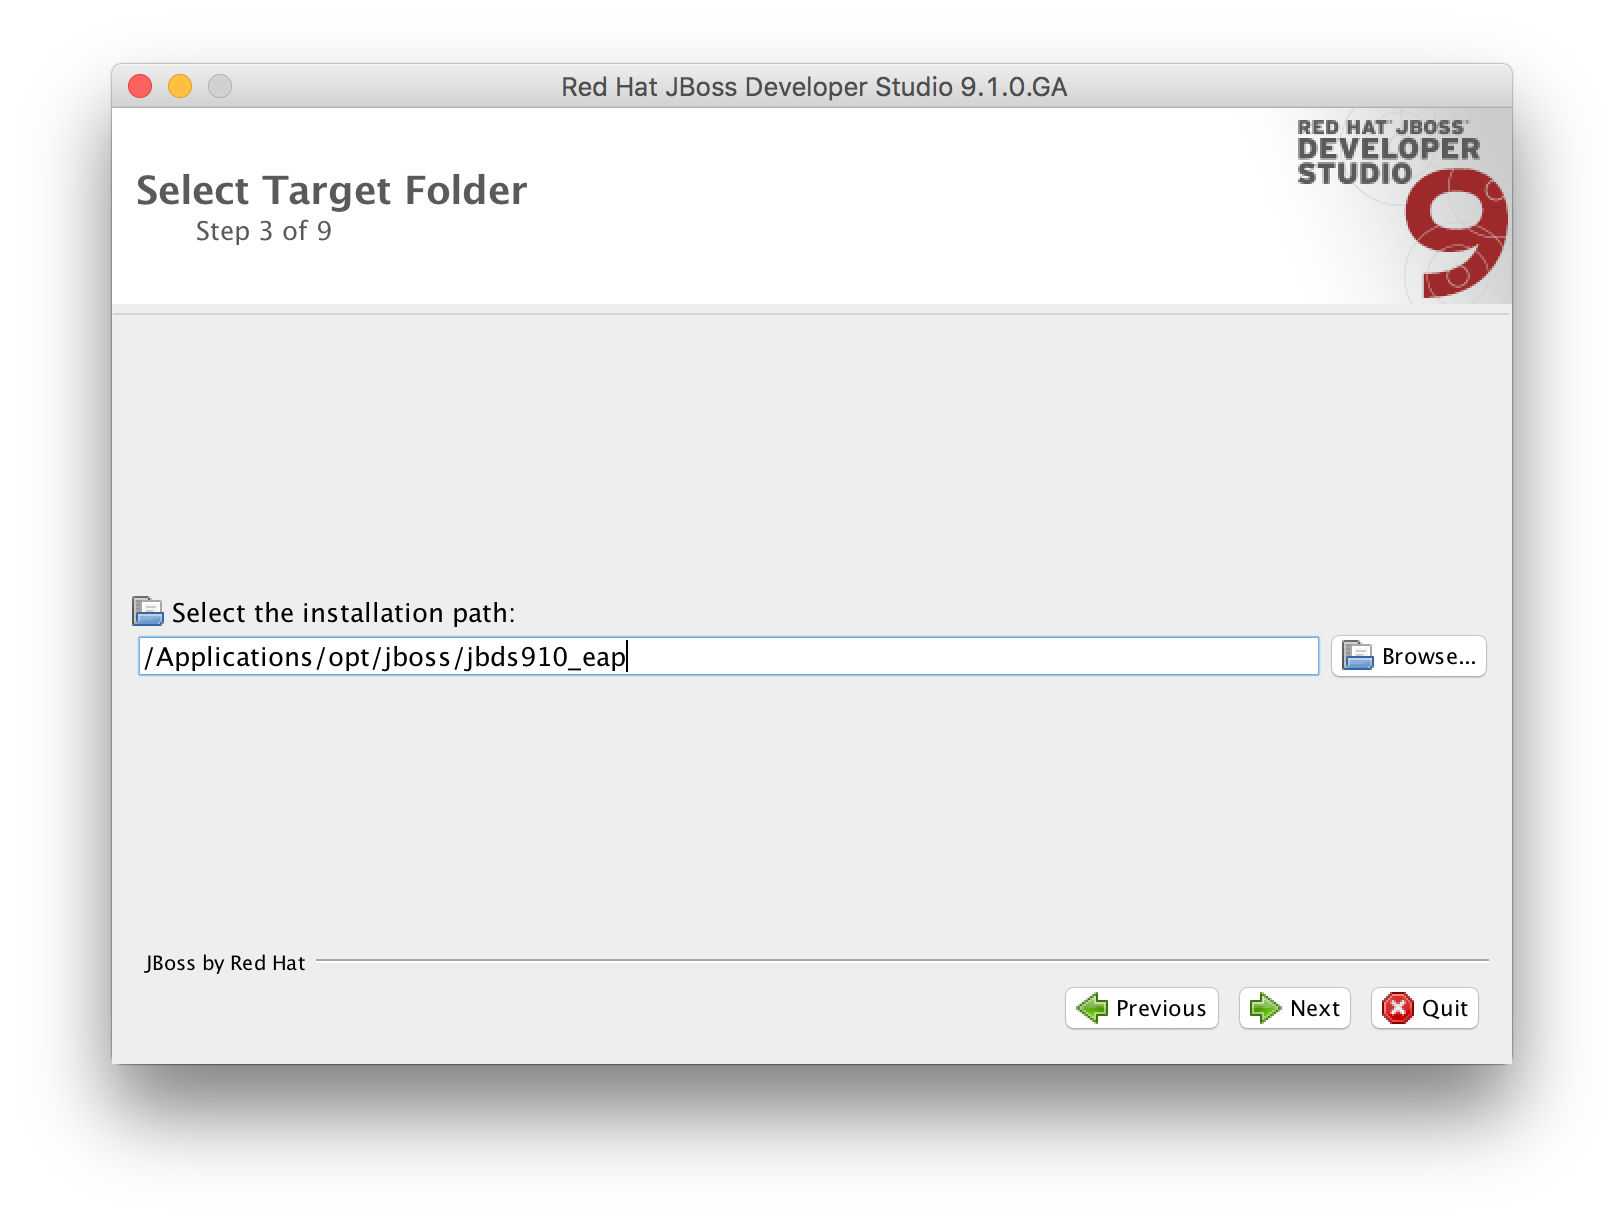 Red Hat JBoss Developer Studio 9.1.0.GA
RED HAT® JBOSS®
DEVELOPER
STUDIO
9
Select Target Folder
Step 3 of 9
Select the installation path:
/Applications/opt/jboss/jbds910_eap
Browse...
JBoss by Red Hat
Previous
Next
Quit